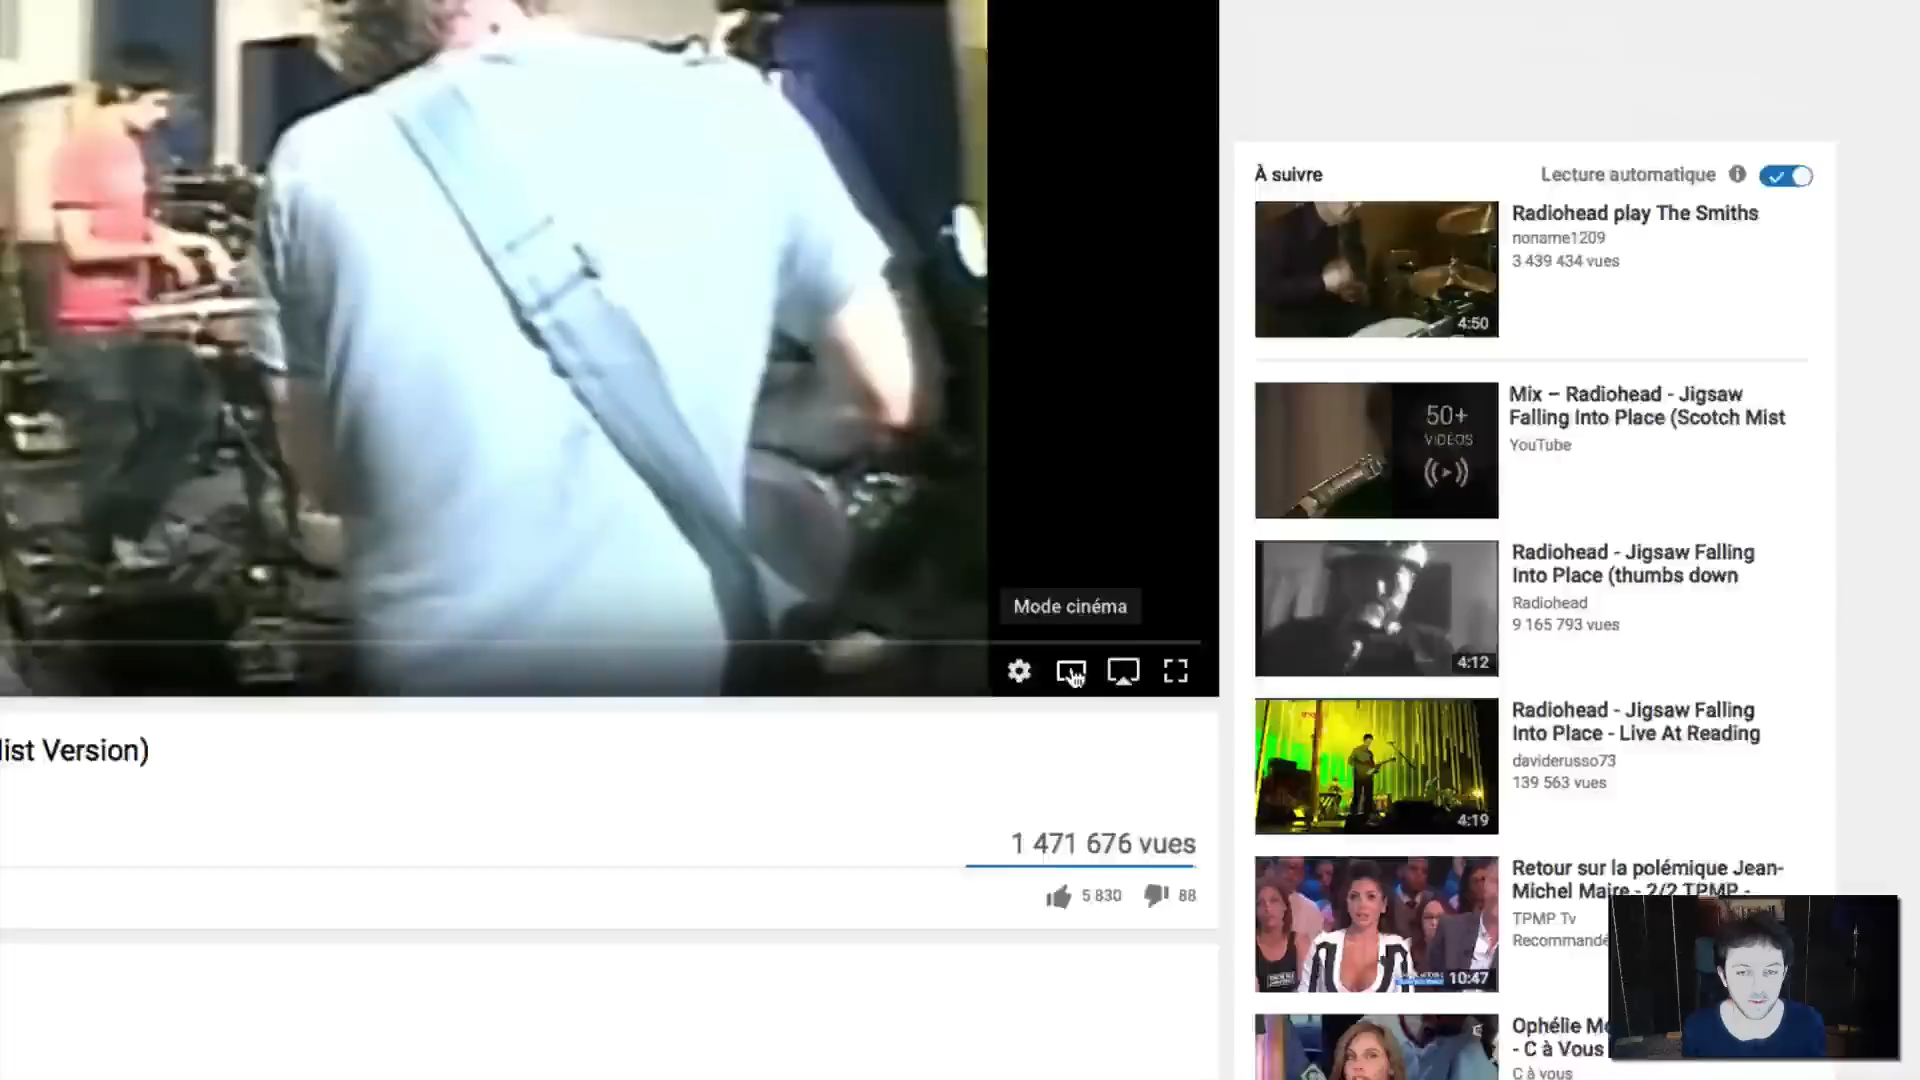 À suivre
Lecture automatique
Radiohead play The Smiths
noname1209
3 439 434 vues
4:50
Mix – Radiohead - Jigsaw
Falling Into Place (Scotch Mist
YouTube
50+
VIDÉOS
Radiohead - Jigsaw Falling
Into Place (thumbs down
Radiohead
9 165 793 vues
4:12
Mode cinéma
Radiohead - Jigsaw Falling
Into Place - Live At Reading
daviderusso73
139 563 vues
4:19
ist Version)
1 471 676 vues
5 830
88
Retour sur la polémique Jean-
Michel Maire - 2/2 TPMP -
TPMP Tv
Recommandé
10:47
Ophélie
- C à Vous
C à vous